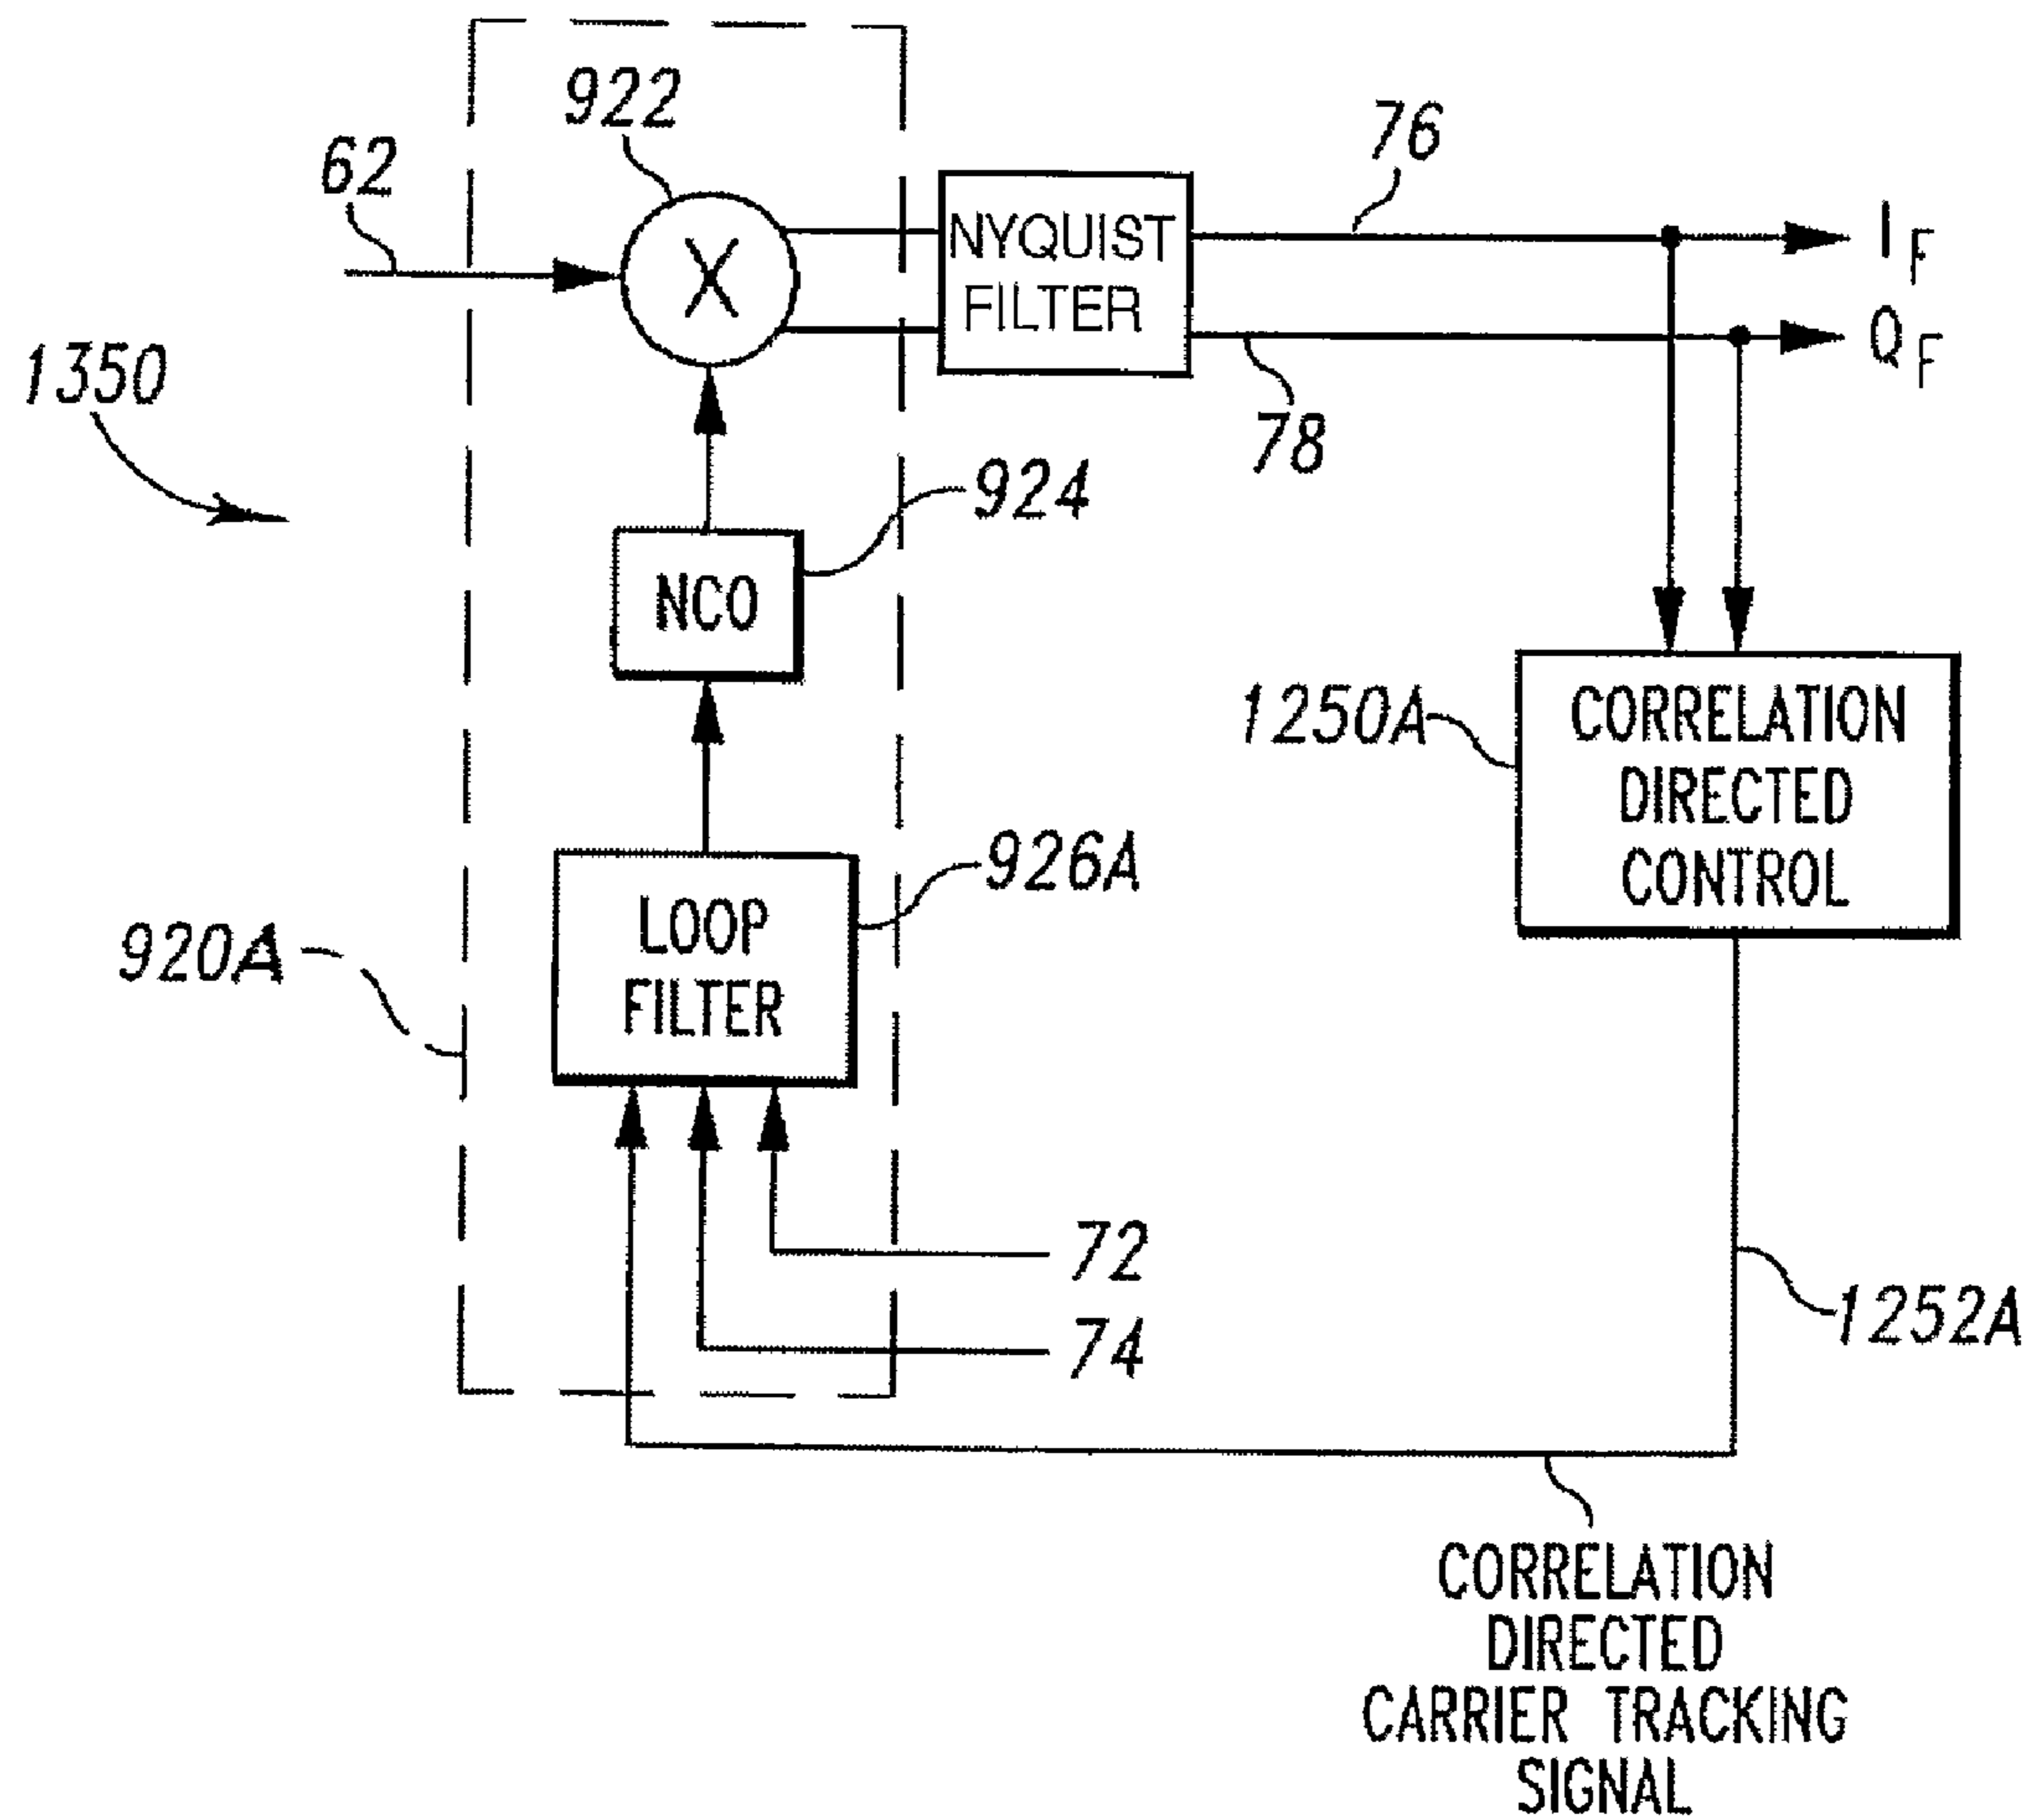 922
62
76
NYQUIST
FILTER
I F
Q F
1350
78
924
NCO
1250A
CORRELATION
DIRECTED
CONTROL
926A
LOOP
FILTER
920A
72
74
1252A
CORRELATION
DIRECTED
CARRIER TRACKING
SIGNAL
X